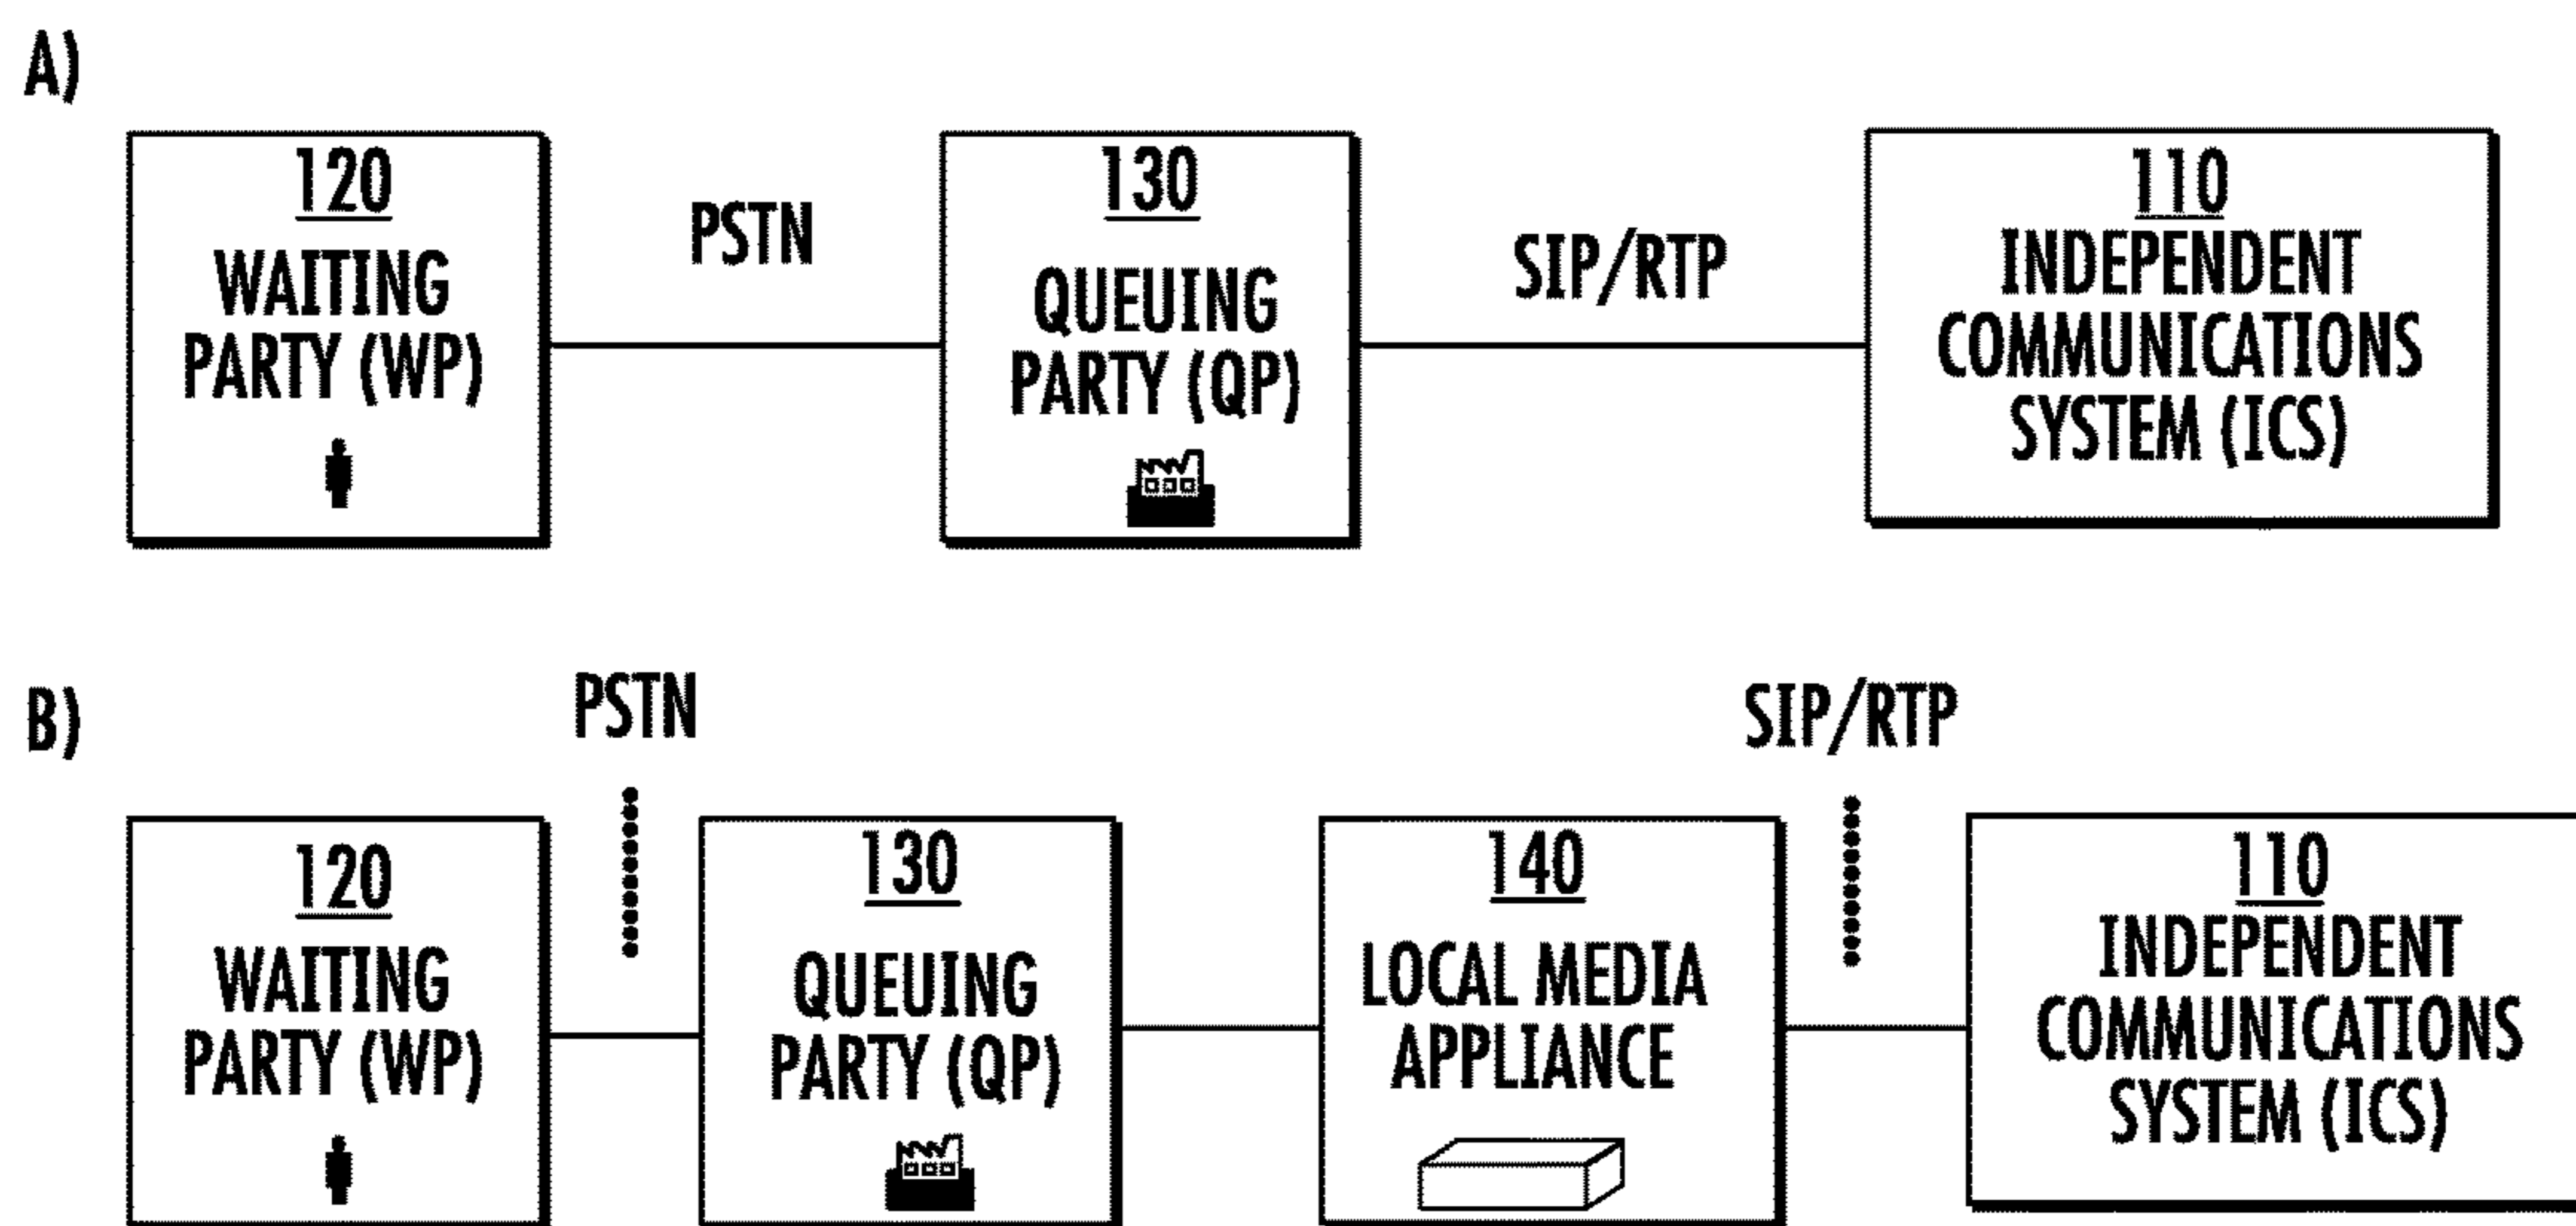 A)
120
WAITING
PARTY (WP)
PSTN
130
QUEUING
PARTY (QP)
SIP/RTP
110
INDEPENDENT
COMMUNICATIONS
SYSTEM (ICS)
B)
PSTN
SIP/RTP
120
WAITING
PARTY (WP)
130
QUEUING
PARTY (QP)
140
LOCAL MEDIA
APPLIANCE
110
INDEPENDENT
COMMUNICATIONS
SYSTEM (ICS)